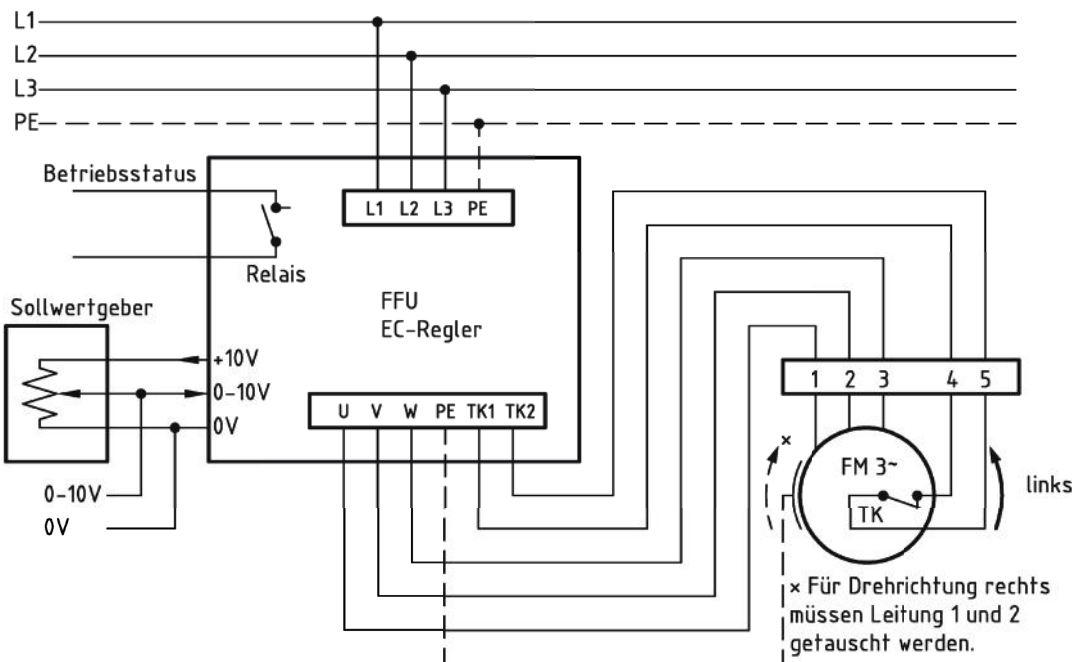 L1
L2
L3
PE
Betriebsstatus
L1 L2 L3 PE
Relais
FFU
EC-Regler
Sollwertgeber
+10V
0-10V
0V
U V W PE TK1 TK2
0-10V
0V
1 2 3 4 5
×
FM 3~
TK
links
× Für Drehrichtung rechts
müssen Leitung 1 und 2
getauscht werden.